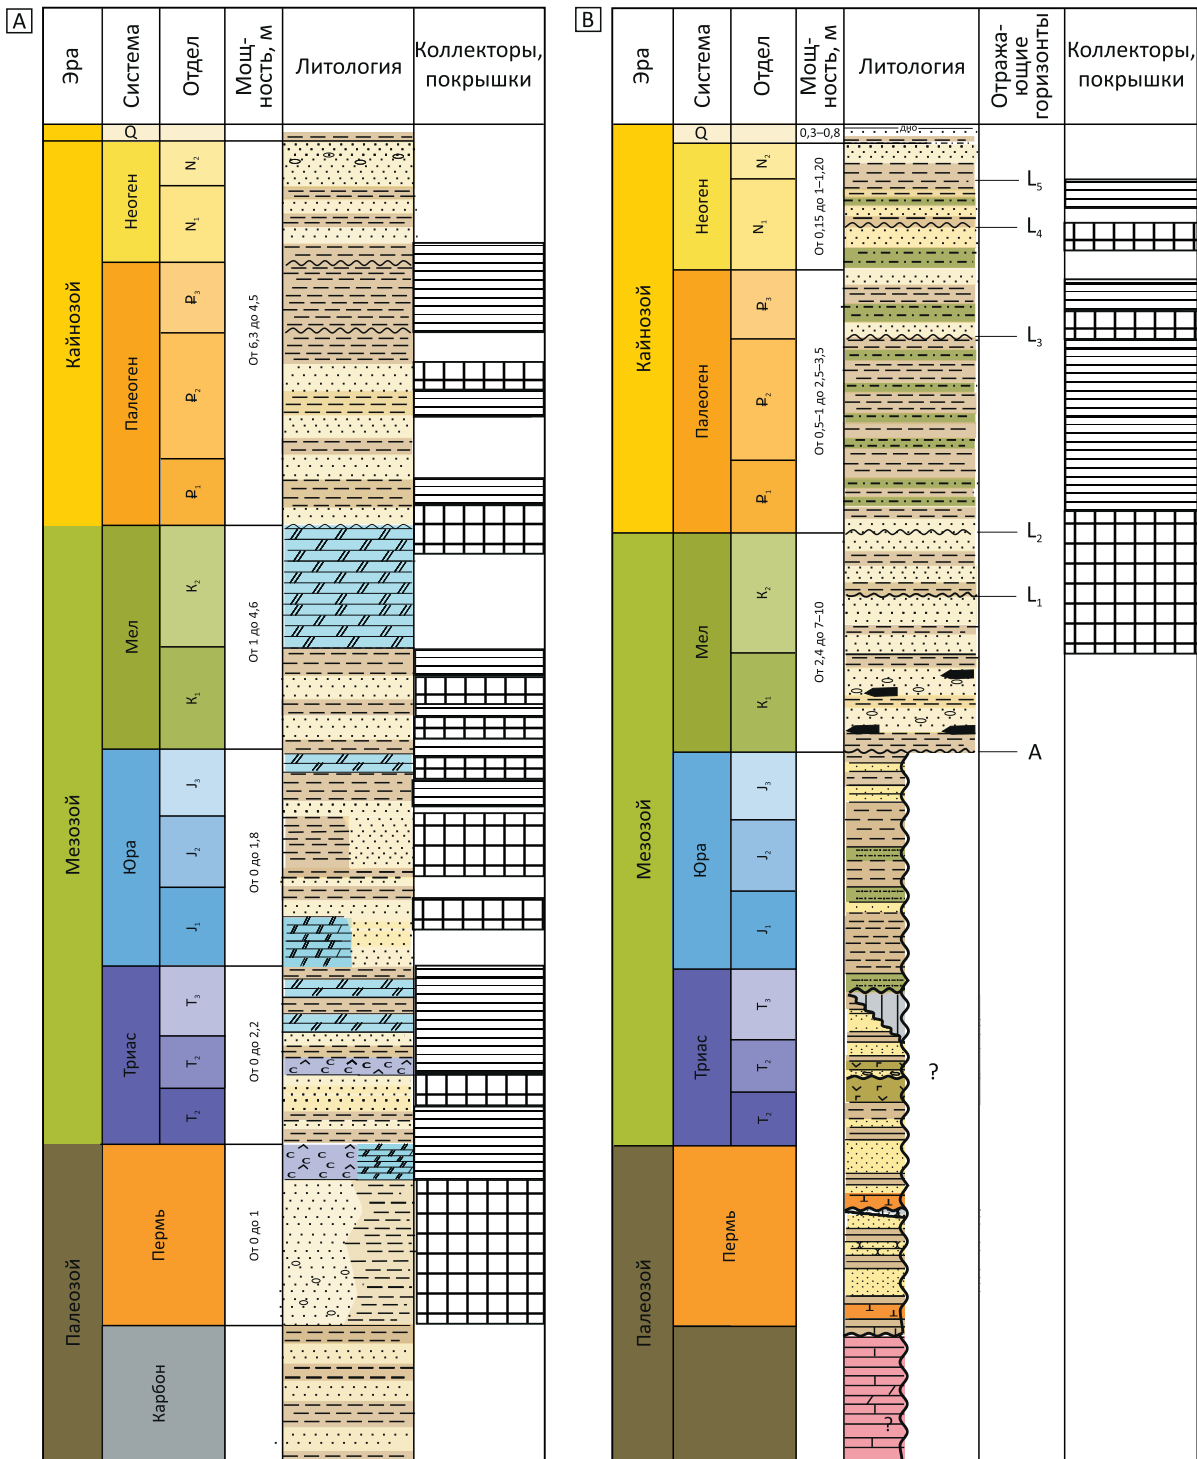 A
Эра
Система
Отдел
Мощ-
ность, м
Литология
Коллекторы,
покрышки
Кайнозой
Мезозой
Палеозой
Q
Неоген
Палеоген
Мел
Юра
Триас
Пермь
Карбон
N₂
N₁
₽₃
₽₂
₽₁
K₂
K₁
J₃
J₂
J₁
T₃
T₂
T₂
От 6,3 до 4,5
От 1 до 4,6
От 0 до 1,8
От 0 до 2,2
От 0 до 1
B
Эра
Система
Отдел
Мощ-
ность, м
Литология
Отража-
ющие
горизонты
Коллекторы,
покрышки
Кайнозой
Мезозой
Палеозой
Q
Неоген
Палеоген
Мел
Юра
Триас
Пермь
N₂
N₁
₽₃
₽₂
₽₁
K₂
K₁
J₃
J₂
J₁
T₃
T₂
T₂
0,3–0,8
От 0,15 до 1–1,20
От 0,5–1 до 2,5–3,5
От 2,4 до 7–10
дно
L₅
L₄
L₃
L₂
L₁
A
?
?